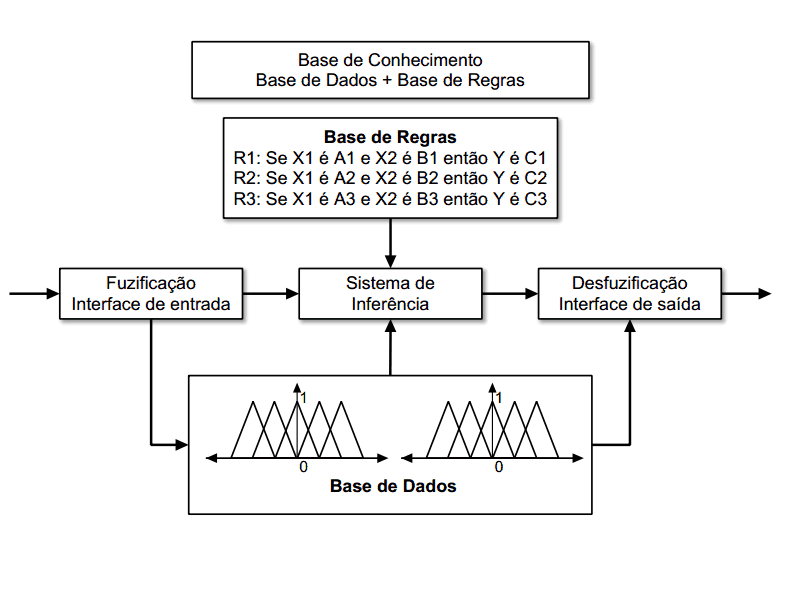 Base de Conhecimento
Base de Dados + Base de Regras
Base de Regras
R1: Se X1 é A1 e X2 é B1 então Y é C1
R2: Se X1 é A2 e X2 é B2 então Y é C2
R3: Se X1 é A3 e X2 é B3 então Y é C3
Fuzificação
Interface de entrada
Sistema de
Inferência
Desfuzificação
Interface de saída
1
0
1
0
Base de Dados